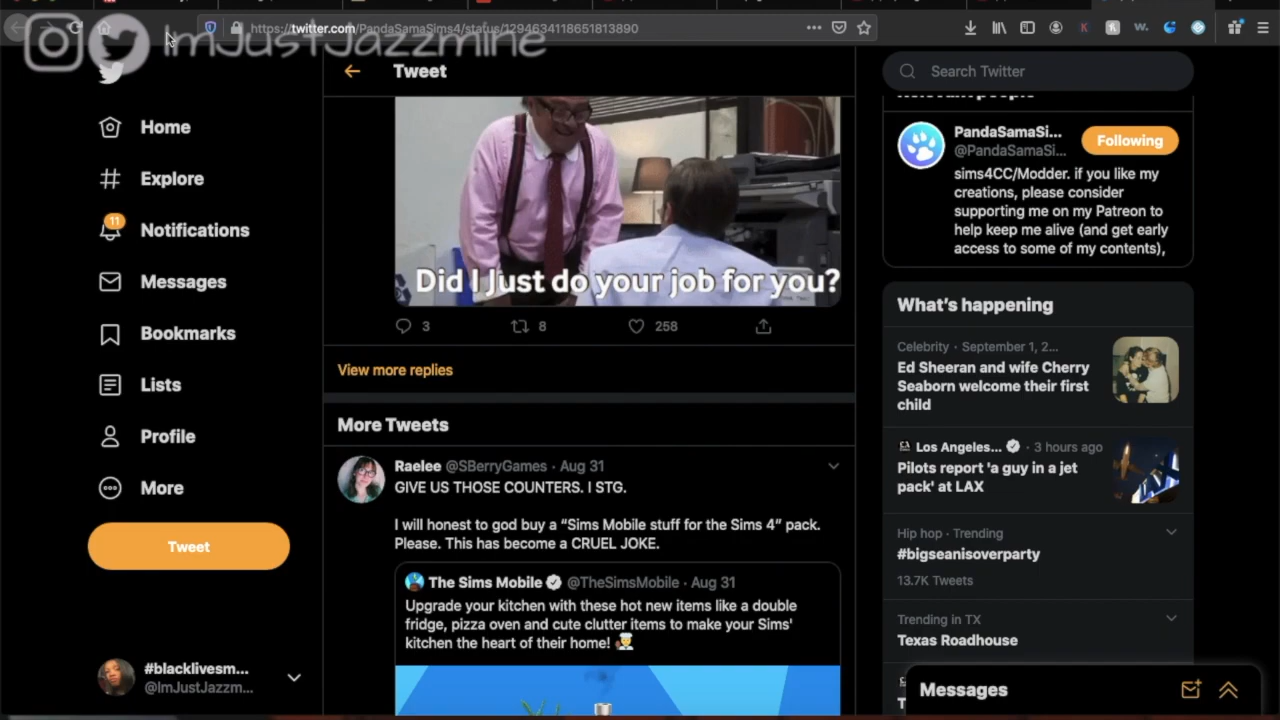 https://twitter.com/PandaSamaSims4/status/1294634118651813890
ImJustJazzmine
Tweet
Search Twitter
Home
Explore
11
Notifications
Messages
Bookmarks
Lists
Profile
More
Tweet
#blacklivesm...
@ImJustJazzm...
Did I Just do your job for you?
3
8
258
View more replies
More Tweets
Raelee @SBerryGames · Aug 31
GIVE US THOSE COUNTERS. I STG.
I will honest to god buy a “Sims Mobile stuff for the Sims 4” pack.
Please. This has become a CRUEL JOKE.
The Sims Mobile @TheSimsMobile · Aug 31
Upgrade your kitchen with these hot new items like a double
fridge, pizza oven and cute clutter items to make your Sims'
kitchen the heart of their home!
Relevant people
PandaSamaSi...
@PandaSamaSi...
Following
sims4CC/Modder. if you like my
creations, please consider
supporting me on my Patreon to
help keep me alive (and get early
access to some of my contents),
What's happening
Celebrity · September 1, 2...
Ed Sheeran and wife Cherry
Seaborn welcome their first
child
Los Angeles... · 3 hours ago
Pilots report 'a guy in a jet
pack' at LAX
Hip hop · Trending
#bigseanisoverparty
13.7K Tweets
Trending in TX
Texas Roadhouse
Messages